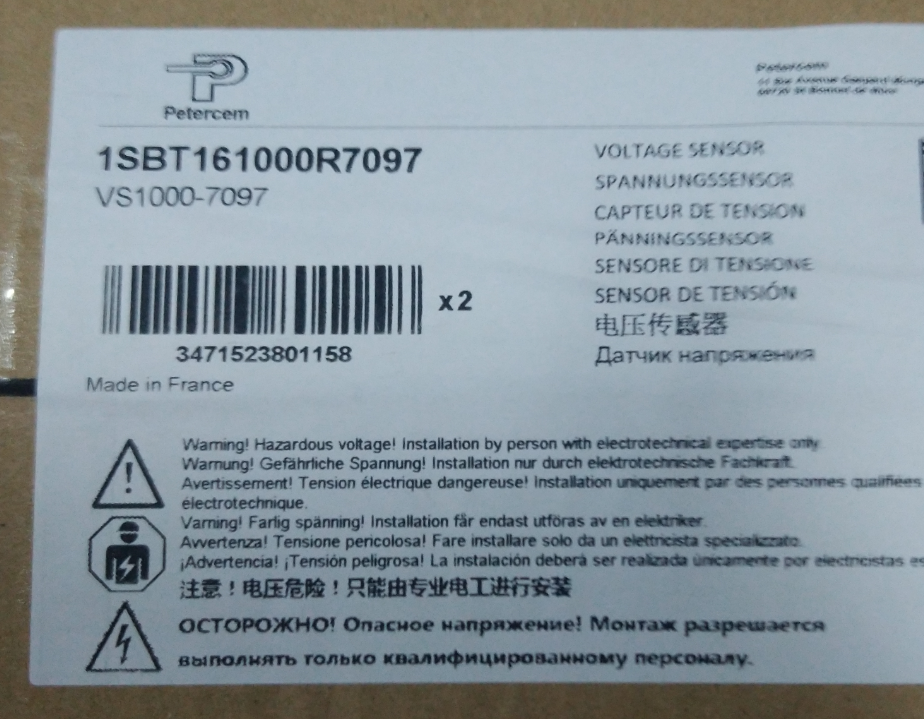 Petercem
1SBT161000R7097
VS1000-7097
x2
3471523801158
Made in France
VOLTAGE SENSOR
SPANNUNGSSENSOR
CAPTEUR DE TENSION
PÄNNINGSSENSOR
SENSORE DI TENSIONE
SENSOR DE TENSIÓN
电压传感器
Датчик напряжения
Warning! Hazardous voltage! Installation by person with electrotechnical expertise only.
Warnung! Gefährliche Spannung! Installation nur durch elektrotechnische Fachkraft.
Avertissement! Tension électrique dangereuse! Installation uniquement par des personnes qualifiées
électrotechnique.
Varning! Farlig spänning! Installation får endast utföras av en elektriker.
Avvertenza! Tensione pericolosa! Fare installare solo da un elettricista specializzato.
¡Advertencia! ¡Tensión peligrosa! La instalación deberá ser realizada únicamente por electricistas es
注意！电压危险！只能由专业电工进行安装
ОСТОРОЖНО! Опасное напряжение! Монтаж разрешается
выполнять только квалифицированному персоналу.